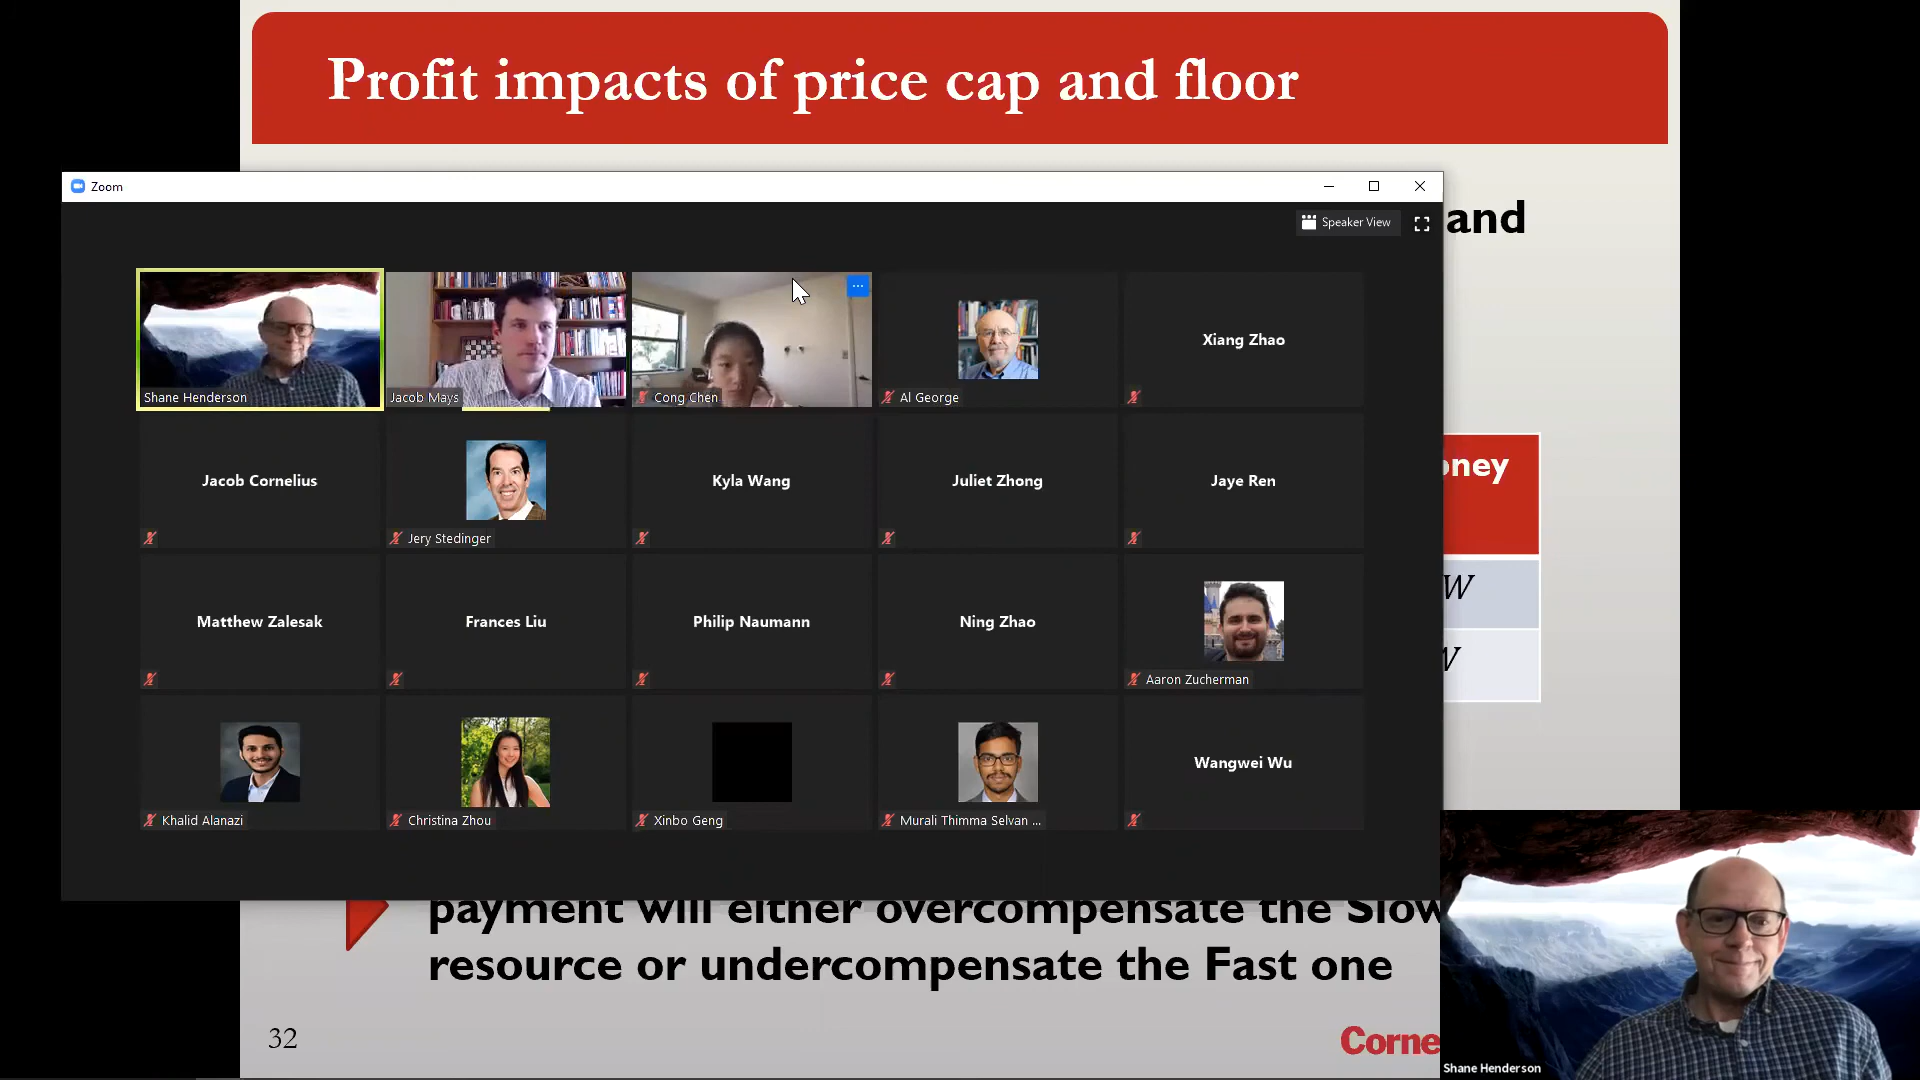 Profit impacts of price cap and floor
Zoom
Speaker View
and
Shane Henderson
Jacob Mays
Cong Chen
Al George
Xiang Zhao
Jacob Cornelius
Jery Stedinger
Kyla Wang
Juliet Zhong
Jaye Ren
oney
Matthew Zalesak
Frances Liu
Philip Naumann
Ning Zhao
Aaron Zucherman
W
W
Khalid Alanazi
Christina Zhou
Xinbo Geng
Murali Thimma Selvan ...
Wangwei Wu
payment will either overcompensate the Slow
resource or undercompensate the Fast one
32
Corne
Shane Henderson